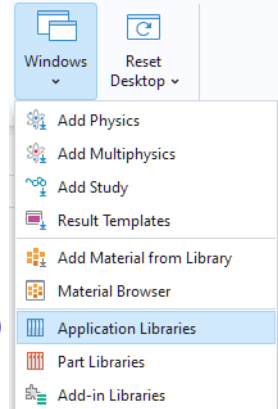 Windows
Reset
Desktop
Add Physics
Add Multiphysics
Add Study
Result Templates
Add Material from Library
Material Browser
Application Libraries
Part Libraries
Add-in Libraries